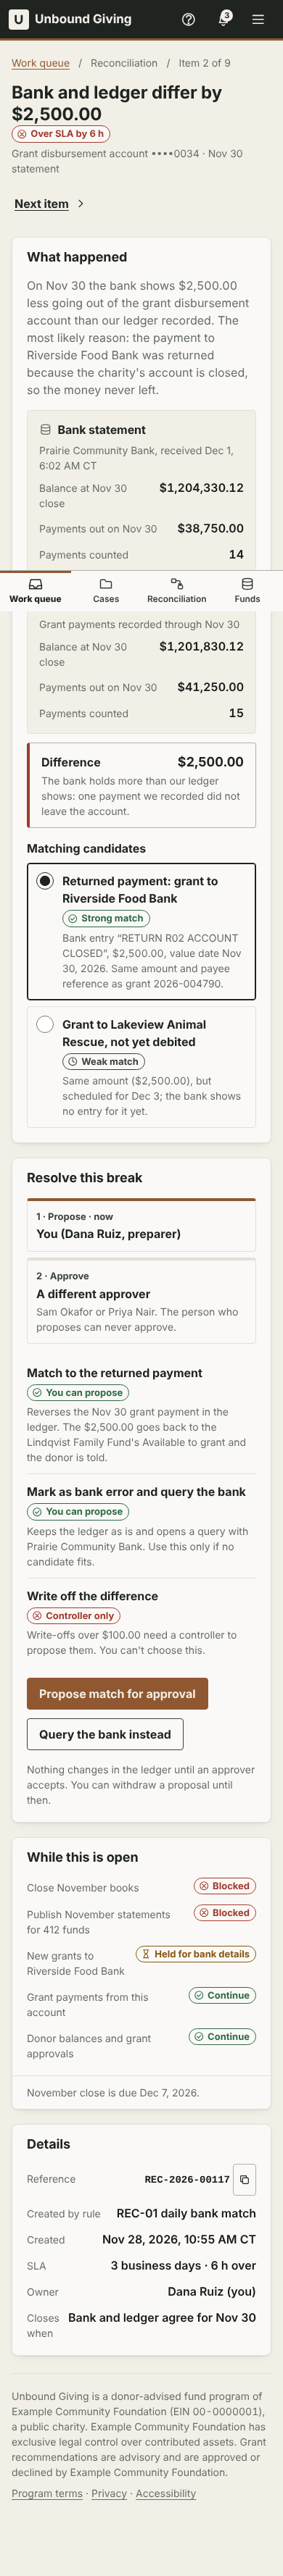 U Unbound Giving 3
Work queue / Reconciliation / Item 2 of 9
Bank and ledger differ by
$2,500.00
Over SLA by 6 h
Grant disbursement account ••••0034 · Nov 30
statement
Next item
What happened
On Nov 30 the bank shows $2,500.00
less going out of the grant disbursement
account than our ledger recorded. The
most likely reason: the payment to
Riverside Food Bank was returned
because the charity's account is closed,
so the money never left.
Bank statement
Prairie Community Bank, received Dec 1,
6:02 AM CT
Balance at Nov 30 $1,204,330.12
close
Payments out on Nov 30 $38,750.00
Payments counted 14
Work queue Cases Reconciliation Funds
Grant payments recorded through Nov 30
Balance at Nov 30 $1,201,830.12
close
Payments out on Nov 30 $41,250.00
Payments counted 15
Difference $2,500.00
The bank holds more than our ledger
shows: one payment we recorded did not
leave the account.
Matching candidates
Returned payment: grant to
Riverside Food Bank
Strong match
Bank entry “RETURN R02 ACCOUNT
CLOSED”, $2,500.00, value date Nov
30, 2026. Same amount and payee
reference as grant 2026-004790.
Grant to Lakeview Animal
Rescue, not yet debited
Weak match
Same amount ($2,500.00), but
scheduled for Dec 3; the bank shows
no entry for it yet.
Resolve this break
1 · Propose · now
You (Dana Ruiz, preparer)
2 · Approve
A different approver
Sam Okafor or Priya Nair. The person who
proposes can never approve.
Match to the returned payment
You can propose
Reverses the Nov 30 grant payment in the
ledger. The $2,500.00 goes back to the
Lindqvist Family Fund's Available to grant and
the donor is told.
Mark as bank error and query the bank
You can propose
Keeps the ledger as is and opens a query with
Prairie Community Bank. Use this only if no
candidate fits.
Write off the difference
Controller only
Write-offs over $100.00 need a controller to
propose them. You can't choose this.
Propose match for approval
Query the bank instead
Nothing changes in the ledger until an approver
accepts. You can withdraw a proposal until
then.
While this is open
Close November books Blocked
Publish November statements Blocked
for 412 funds
New grants to Held for bank details
Riverside Food Bank
Grant payments from this Continue
account
Donor balances and grant Continue
approvals
November close is due Dec 7, 2026.
Details
Reference REC-2026-00117
Created by rule REC-01 daily bank match
Created Nov 28, 2026, 10:55 AM CT
SLA 3 business days · 6 h over
Owner Dana Ruiz (you)
Closes Bank and ledger agree for Nov 30
when
Unbound Giving is a donor-advised fund program of
Example Community Foundation (EIN 00-0000001),
a public charity. Example Community Foundation has
exclusive legal control over contributed assets. Grant
recommendations are advisory and are approved or
declined by Example Community Foundation.
Program terms · Privacy · Accessibility